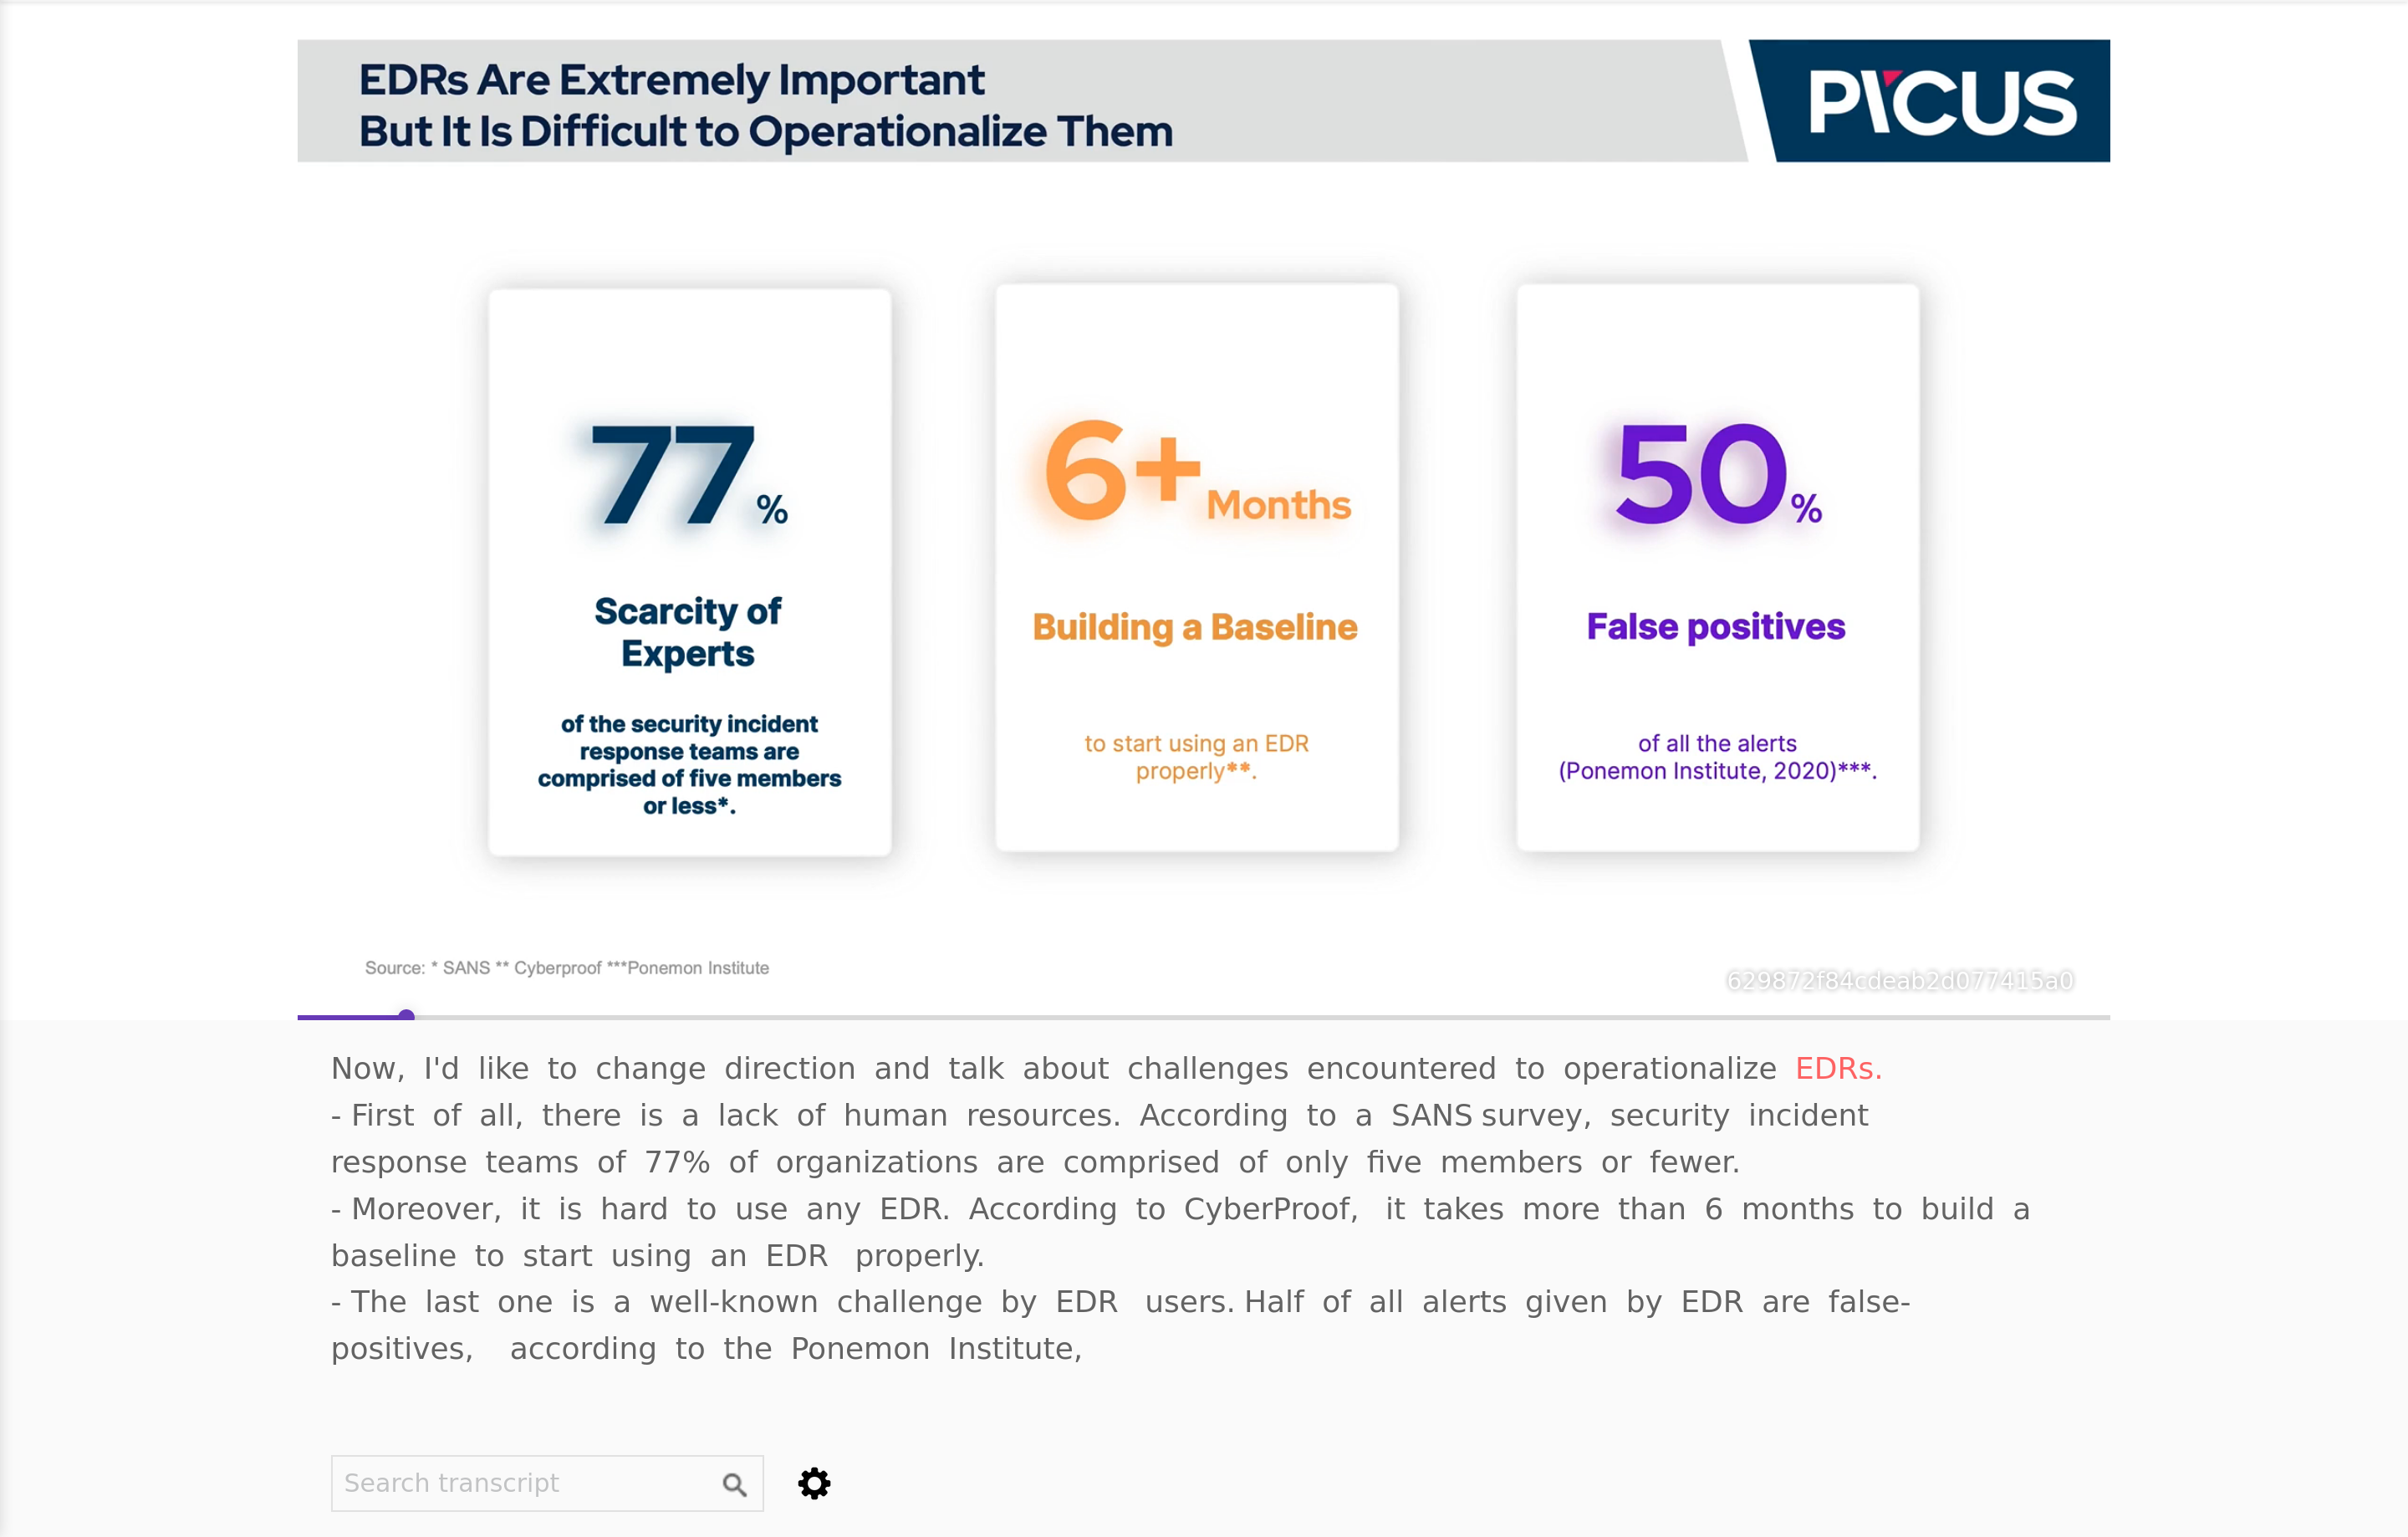 EDRs Are Extremely Important
But It Is Difficult to Operationalize Them
PICUS
77%
Scarcity of
Experts
of the security incident
response teams are
comprised of five members
or less*.
6+ Months
Building a Baseline
to start using an EDR
properly**.
50%
False positives
of all the alerts
(Ponemon Institute, 2020)***.
Source: * SANS ** Cyberproof ***Ponemon Institute
629872f84cdeab2d077415a0
Now, I'd like to change direction and talk about challenges encountered to operationalize EDRs.
- First of all, there is a lack of human resources. According to a SANS survey, security incident
response teams of 77% of organizations are comprised of only five members or fewer.
- Moreover, it is hard to use any EDR. According to CyberProof, it takes more than 6 months to build a
baseline to start using an EDR properly.
- The last one is a well-known challenge by EDR users. Half of all alerts given by EDR are false-
positives, according to the Ponemon Institute,
Search transcript